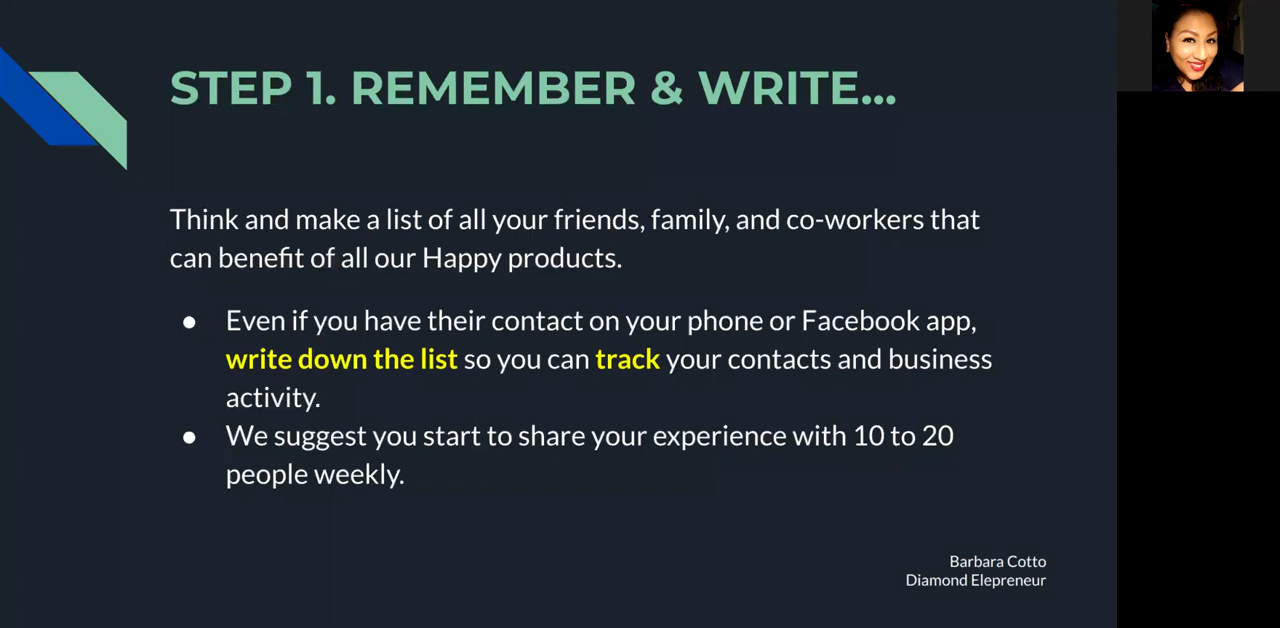 STEP 1. REMEMBER & WRITE...
Think and make a list of all your friends, family, and co-workers that
can benefit of all our Happy products.
● Even if you have their contact on your phone or Facebook app,
write down the list so you can track your contacts and business
activity.
● We suggest you start to share your experience with 10 to 20
people weekly.
Barbara Cotto
Diamond Elepreneur